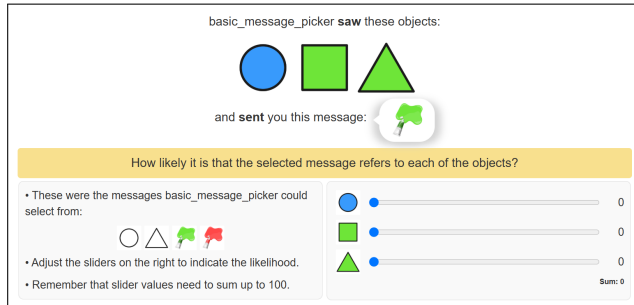 basic_message_picker saw these objects:
and sent you this message:
How likely it is that the selected message refers to each of the objects?
• These were the messages basic_message_picker could
select from:
• Adjust the sliders on the right to indicate the likelihood.
• Remember that slider values need to sum up to 100.
0
0
0
Sum: 0